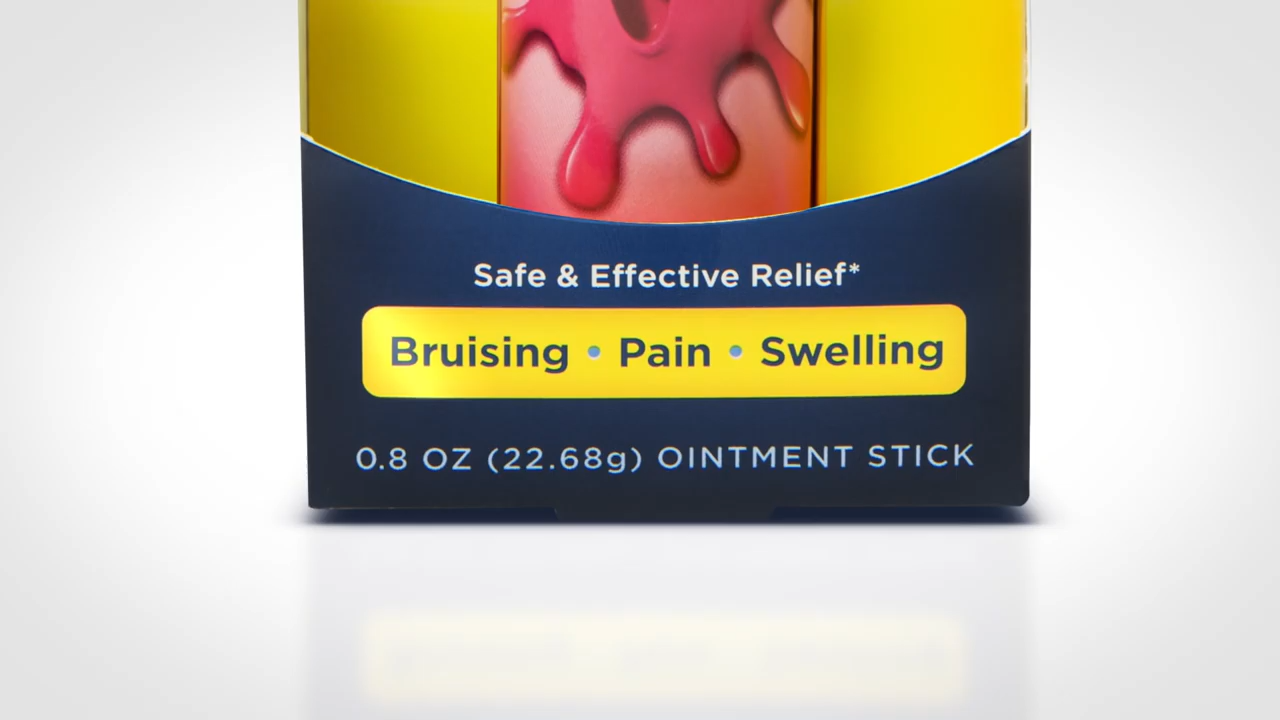 Safe & Effective Relief*
Bruising • Pain • Swelling
0.8 OZ (22.68g) OINTMENT STICK